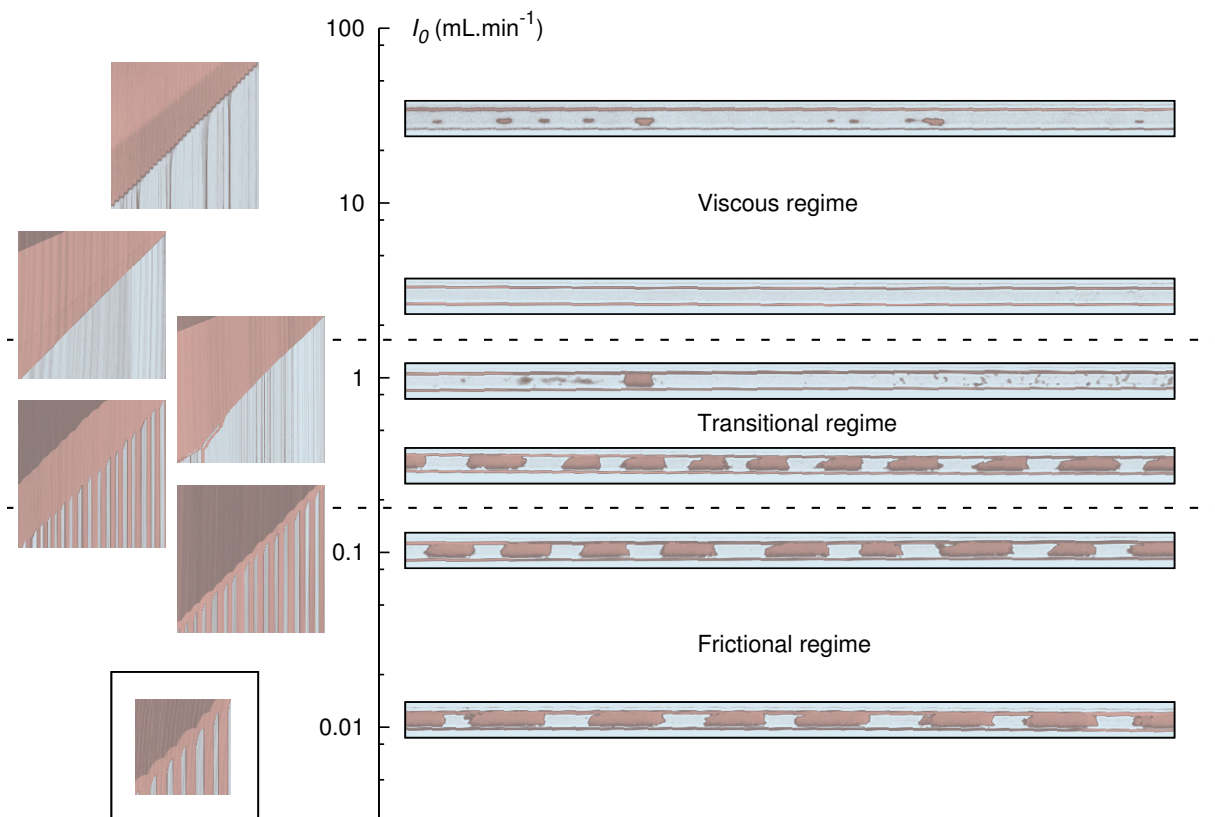 100
I₀ (mL.min⁻¹)
10
Viscous regime
1
Transitional regime
0.1
Frictional regime
0.01